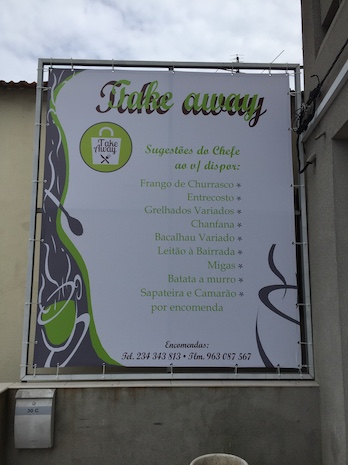 Take away
Take
Away
Sugestões do Chefe
ao v/ dispor:
Frango de Churrasco *
Entrecosto *
Grelhados Variados *
Chanfana *
Bacalhau Variado *
Leitão à Bairrada *
Migas *
Batata a murro *
Sapateira e Camarão *
por encomenda
Encomendas:
Tel. 234 343 813 • Tlm. 963 087 567